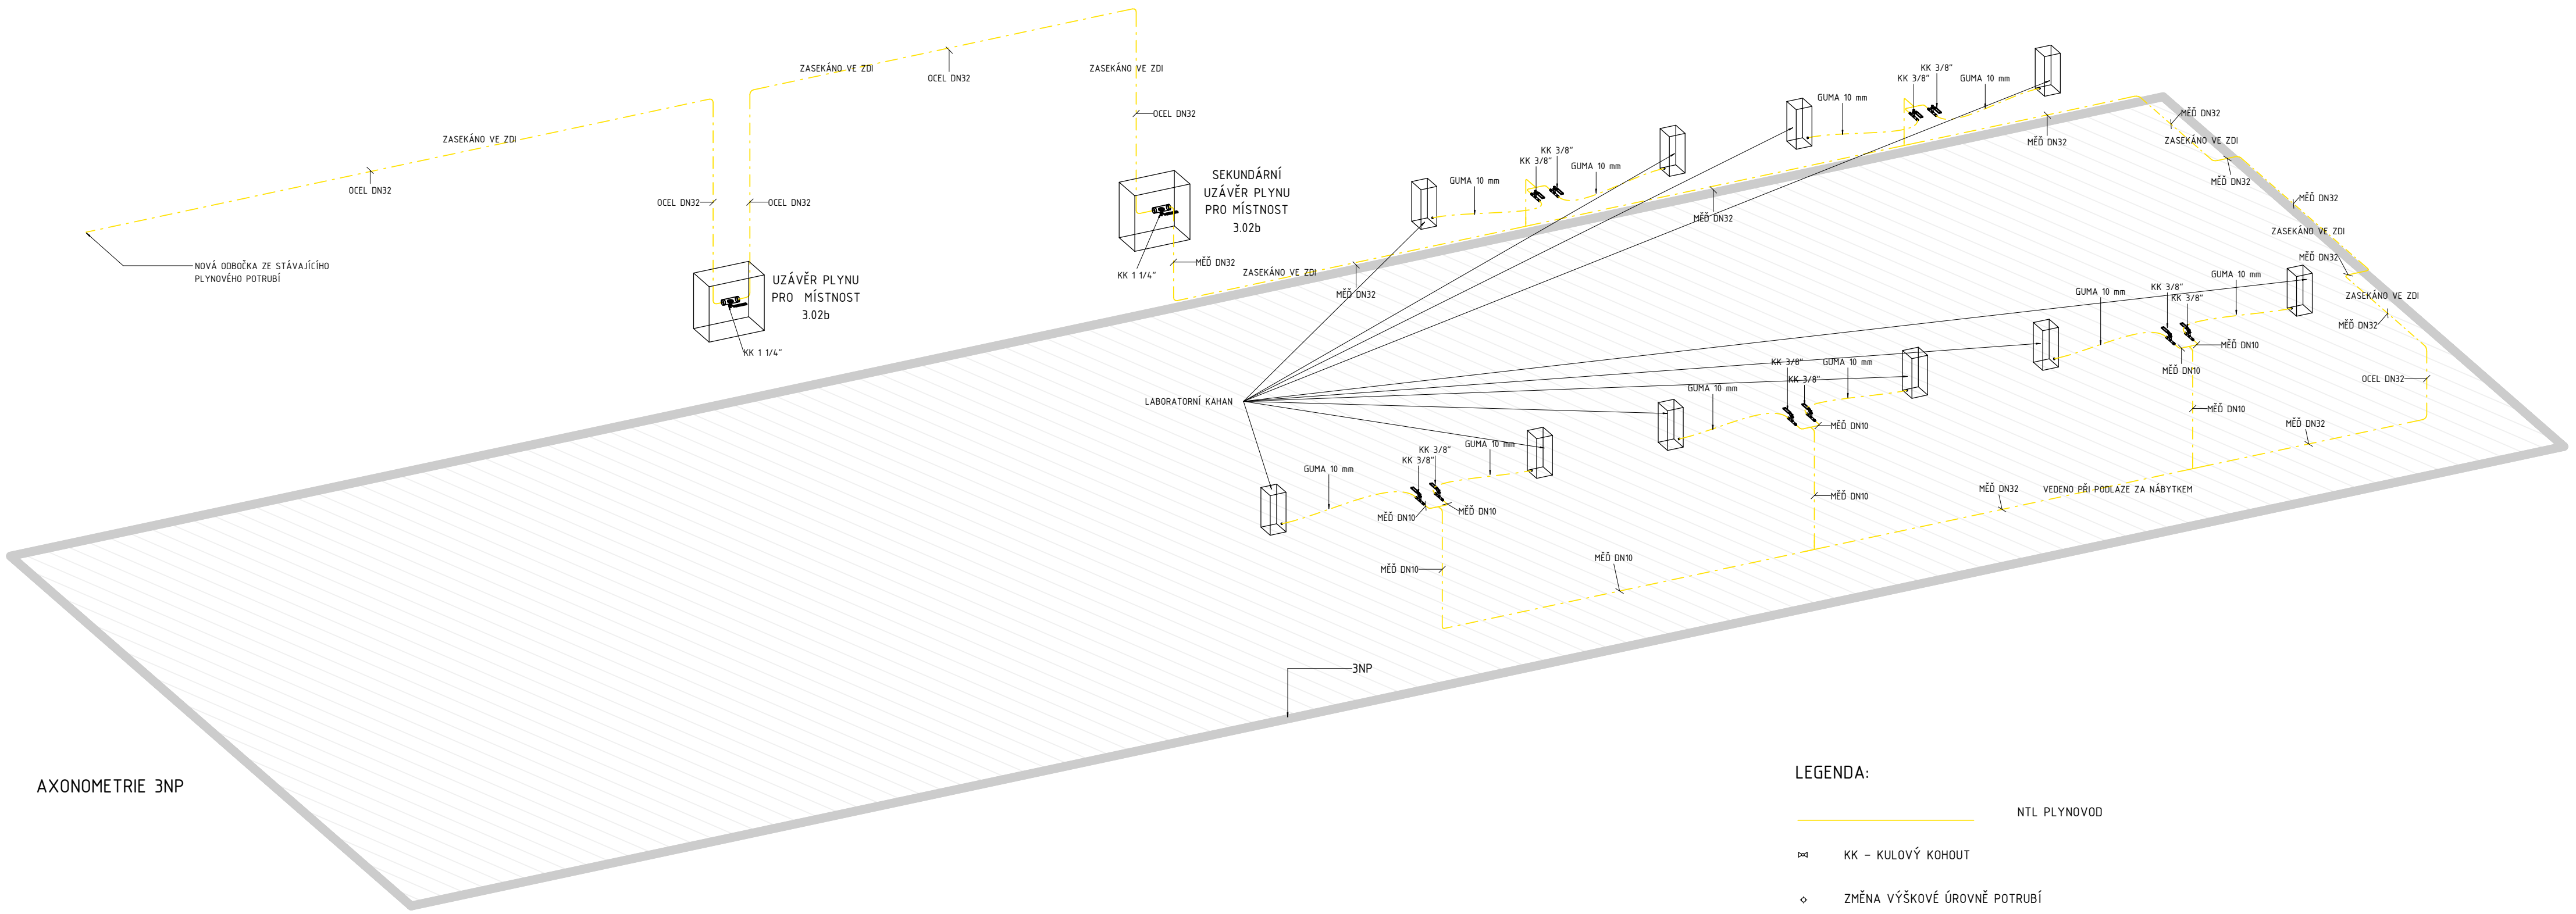 ZASEKÁNO VE ZDI
OCEL DN32
ZASEKÁNO VE ZDI
OCEL DN32
ZASEKÁNO VE ZDI
OCEL DN32
OCEL DN32
OCEL DN32
NOVÁ ODBOČKA ZE STÁVAJÍCÍHO
PLYNOVÉHO POTRUBÍ
UZÁVĚR PLYNU
PRO MÍSTNOST
3.02b
KK 1 1/4"
SEKUNDÁRNÍ
UZÁVĚR PLYNU
PRO MÍSTNOST
3.02b
KK 1 1/4"
MĚĎ DN32
ZASEKÁNO VE ZDI
MĚĎ DN32
GUMA 10 mm
KK 3/8"
KK 3/8"
GUMA 10 mm
MĚĎ DN32
GUMA 10 mm
KK 3/8"
KK 3/8"
GUMA 10 mm
MĚĎ DN32
MĚĎ DN32
ZASEKÁNO VE ZDI
MĚĎ DN32
MĚĎ DN32
ZASEKÁNO VE ZDI
MĚĎ DN32
ZASEKÁNO VE ZDI
MĚĎ DN32
OCEL DN32
MĚĎ DN32
GUMA 10 mm
KK 3/8"
KK 3/8"
GUMA 10 mm
MĚĎ DN10
MĚĎ DN10
MĚĎ DN10
GUMA 10 mm
KK 3/8"
KK 3/8"
GUMA 10 mm
MĚĎ DN10
MĚĎ DN10
LABORATORNÍ KAHAN
GUMA 10 mm
KK 3/8"
KK 3/8"
GUMA 10 mm
MĚĎ DN10
MĚĎ DN10
MĚĎ DN10
MĚĎ DN10
MĚĎ DN32
VEDENO PŘI PODLAZE ZA NÁBYTKEM
3NP
AXONOMETRIE 3NP
LEGENDA:
NTL PLYNOVOD
KK - KULOVÝ KOHOUT
ZMĚNA VÝŠKOVÉ ÚROVNĚ POTRUBÍ